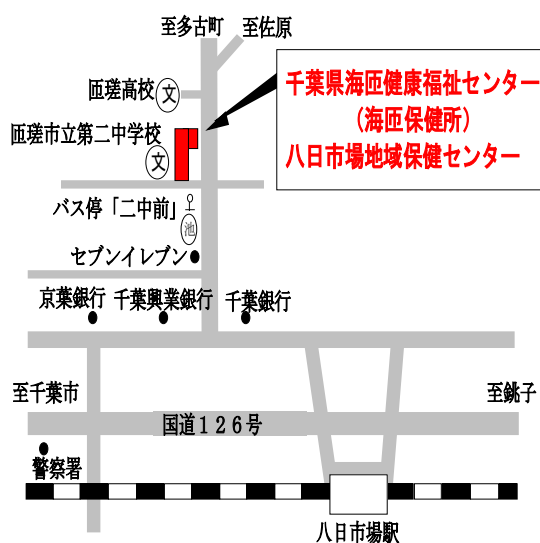 至多古町 至佐原
千葉県海匝健康福祉センター
（海匝保健所）
八日市場地域保健センター
匝瑳高校 文
匝瑳市立第二中学校
文
バス停「二中前」
池
セブンイレブン
京葉銀行 千葉興業銀行 千葉銀行
至千葉市 至銚子
国道１２６号
警察署
八日市場駅